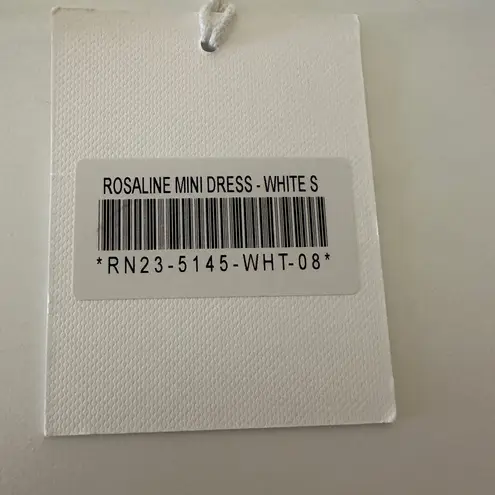 ROSALINE MINI DRESS - WHITE S
*RN23-5145-WHT-08*